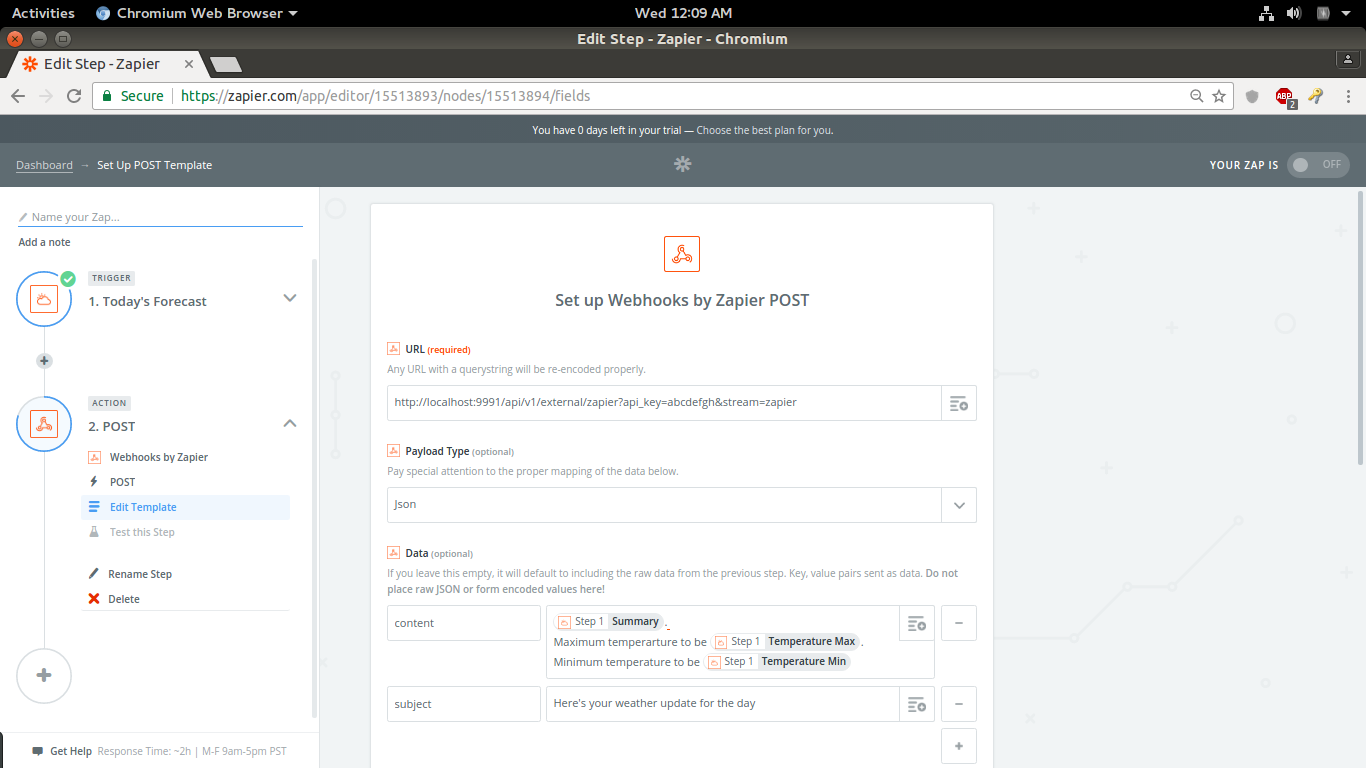 Activities Chromium Web Browser Wed 12:09 AM
Edit Step - Zapier - Chromium
Edit Step - Zapier
Secure https://zapier.com/app/editor/15513893/nodes/15513894/fields
ABP 2
You have 0 days left in your trial — Choose the best plan for you.
Dashboard → Set Up POST Template YOUR ZAP IS OFF
Name your Zap...
Add a note
TRIGGER
1. Today's Forecast
ACTION
2. POST
Webhooks by Zapier
POST
Edit Template
Test this Step
Rename Step
Delete
Get Help Response Time: ~2h | M-F 9am-5pm PST
Set up Webhooks by Zapier POST
URL (required)
Any URL with a querystring will be re-encoded properly.
http://localhost:9991/api/v1/external/zapier?api_key=abcdefgh&stream=zapier
Payload Type (optional)
Pay special attention to the proper mapping of the data below.
Json
Data (optional)
If you leave this empty, it will default to including the raw data from the previous step. Key, value pairs sent as data. Do not
place raw JSON or form encoded values here!
content
Step 1 Summary .
Maximum temperarture to be Step 1 Temperature Max .
Minimum temperature to be Step 1 Temperature Min
subject Here's your weather update for the day